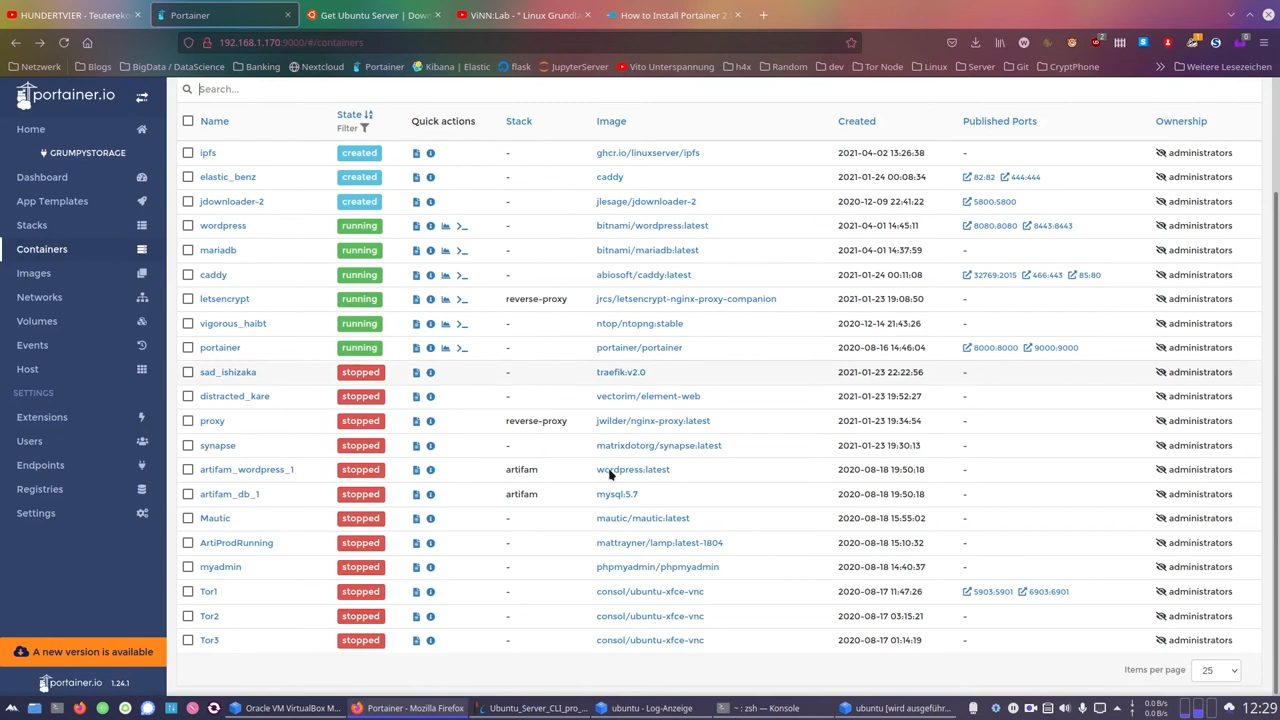 HUNDERTVIER - Teutereko
Portainer
Get Ubuntu Server | Down
ViNN:Lab - " Linux Grundla
How to Install Portainer 2.
192.168.1.170:9000/#/containers
Netzwerk Blogs BigData / DataScience Banking Nextcloud Portainer Kibana | Elastic flask JupyterServer Vito Unterspannung h4x Random dev Tor Node Linux Server Git CryptPhone Weitere Lesezeichen
portainer.io
Search...
Home
GRUMPYSTORAGE
Dashboard
App Templates
Stacks
Containers
Images
Networks
Volumes
Events
Host
SETTINGS
Extensions
Users
Endpoints
Registries
Settings
A new version is available
portainer.io 1.24.1
Name State Filter Quick actions Stack Image Created Published Ports Ownership
ipfs created - ghcr.io/linuxserver/ipfs 2021-04-02 13:26:38 - administrators
elastic_benz created - caddy 2021-01-24 00:08:34 82:82 444:444 administrators
jdownloader-2 created - jlesage/jdownloader-2 2020-12-09 22:41:22 5800:5800 administrators
wordpress running - bitnami/wordpress:latest 2021-04-01 14:45:11 8080:8080 8443:8443 administrators
mariadb running - bitnami/mariadb:latest 2021-04-01 14:37:59 - administrators
caddy running - abiosoft/caddy:latest 2021-01-24 00:11:08 32769:2015 466:443 85:80 administrators
letsencrypt running reverse-proxy jrcs/letsencrypt-nginx-proxy-companion 2021-01-23 19:08:50 - administrators
vigorous_haibt running - ntop/ntopng:stable 2020-12-14 21:43:26 - administrators
portainer running - portainer/portainer 2020-08-16 14:46:04 8000:8000 9000:9000 administrators
sad_ishizaka stopped - traefik:v2.0 2021-01-23 22:22:56 - administrators
distracted_kare stopped - vectorim/element-web 2021-01-23 19:52:27 - administrators
proxy stopped reverse-proxy jwilder/nginx-proxy:latest 2021-01-23 19:34:54 - administrators
synapse stopped - matrixdotorg/synapse:latest 2021-01-23 19:30:13 - administrators
artifam_wordpress_1 stopped artifam wordpress:latest 2020-08-18 19:50:18 - administrators
artifam_db_1 stopped artifam mysql:5.7 2020-08-18 19:50:18 - administrators
Mautic stopped - mautic/mautic:latest 2020-08-18 15:55:02 - administrators
ArtiProdRunning stopped - mattrayner/lamp:latest-1804 2020-08-18 15:10:32 - administrators
myadmin stopped - phpmyadmin/phpmyadmin 2020-08-18 14:40:37 - administrators
Tor1 stopped - consol/ubuntu-xfce-vnc 2020-08-17 11:47:26 5903:5901 6903:6901 administrators
Tor2 stopped - consol/ubuntu-xfce-vnc 2020-08-17 03:15:21 - administrators
Tor3 stopped - consol/ubuntu-xfce-vnc 2020-08-17 01:14:19 - administrators
Items per page 25
Oracle VM VirtualBox M...
Portainer - Mozilla Firefox
Ubuntu_Server_CLI_pro_...
ubuntu - Log-Anzeige
~ : zsh — Konsole
ubuntu [wird ausgeführ...
0.0 B/s
0.0 B/s
0.0 B/s
0.0 B/s
12:29